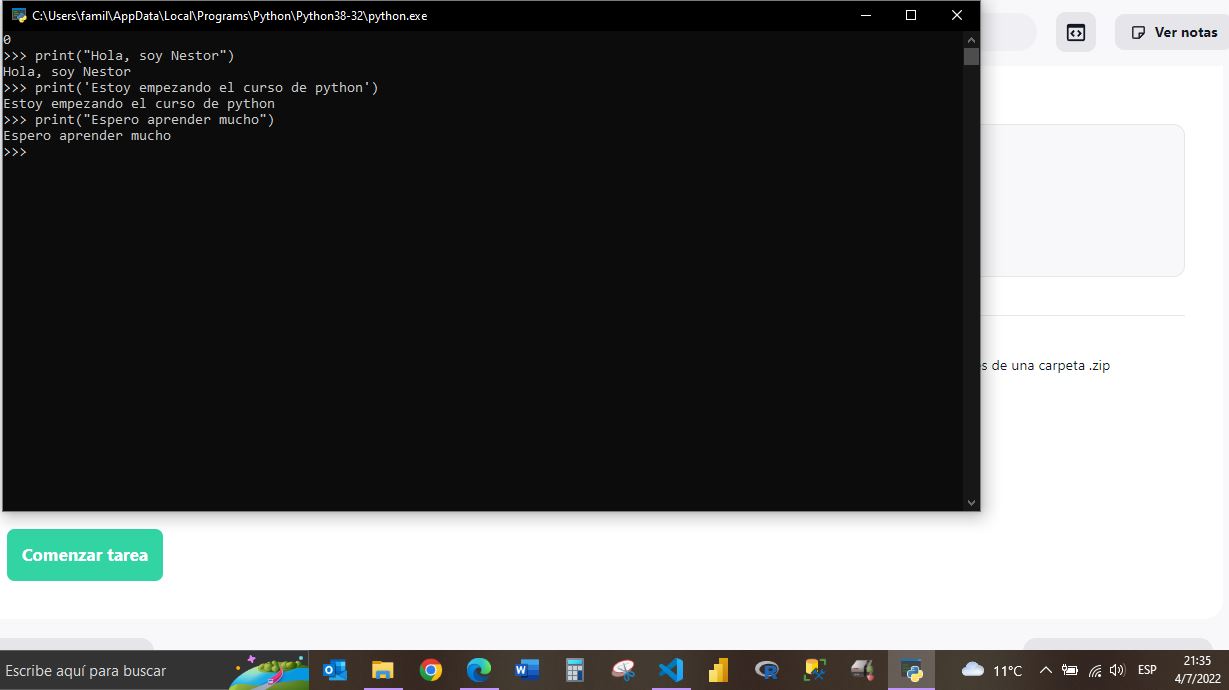 C:\Users\famil\AppData\Local\Programs\Python\Python38-32\python.exe
0
>>> print("Hola, soy Nestor")
Hola, soy Nestor
>>> print('Estoy empezando el curso de python')
Estoy empezando el curso de python
>>> print("Espero aprender mucho")
Espero aprender mucho
>>>
Ver notas
s de una carpeta .zip
Comenzar tarea
Escribe aquí para buscar
11°C
ESP
21:35
4/7/2022